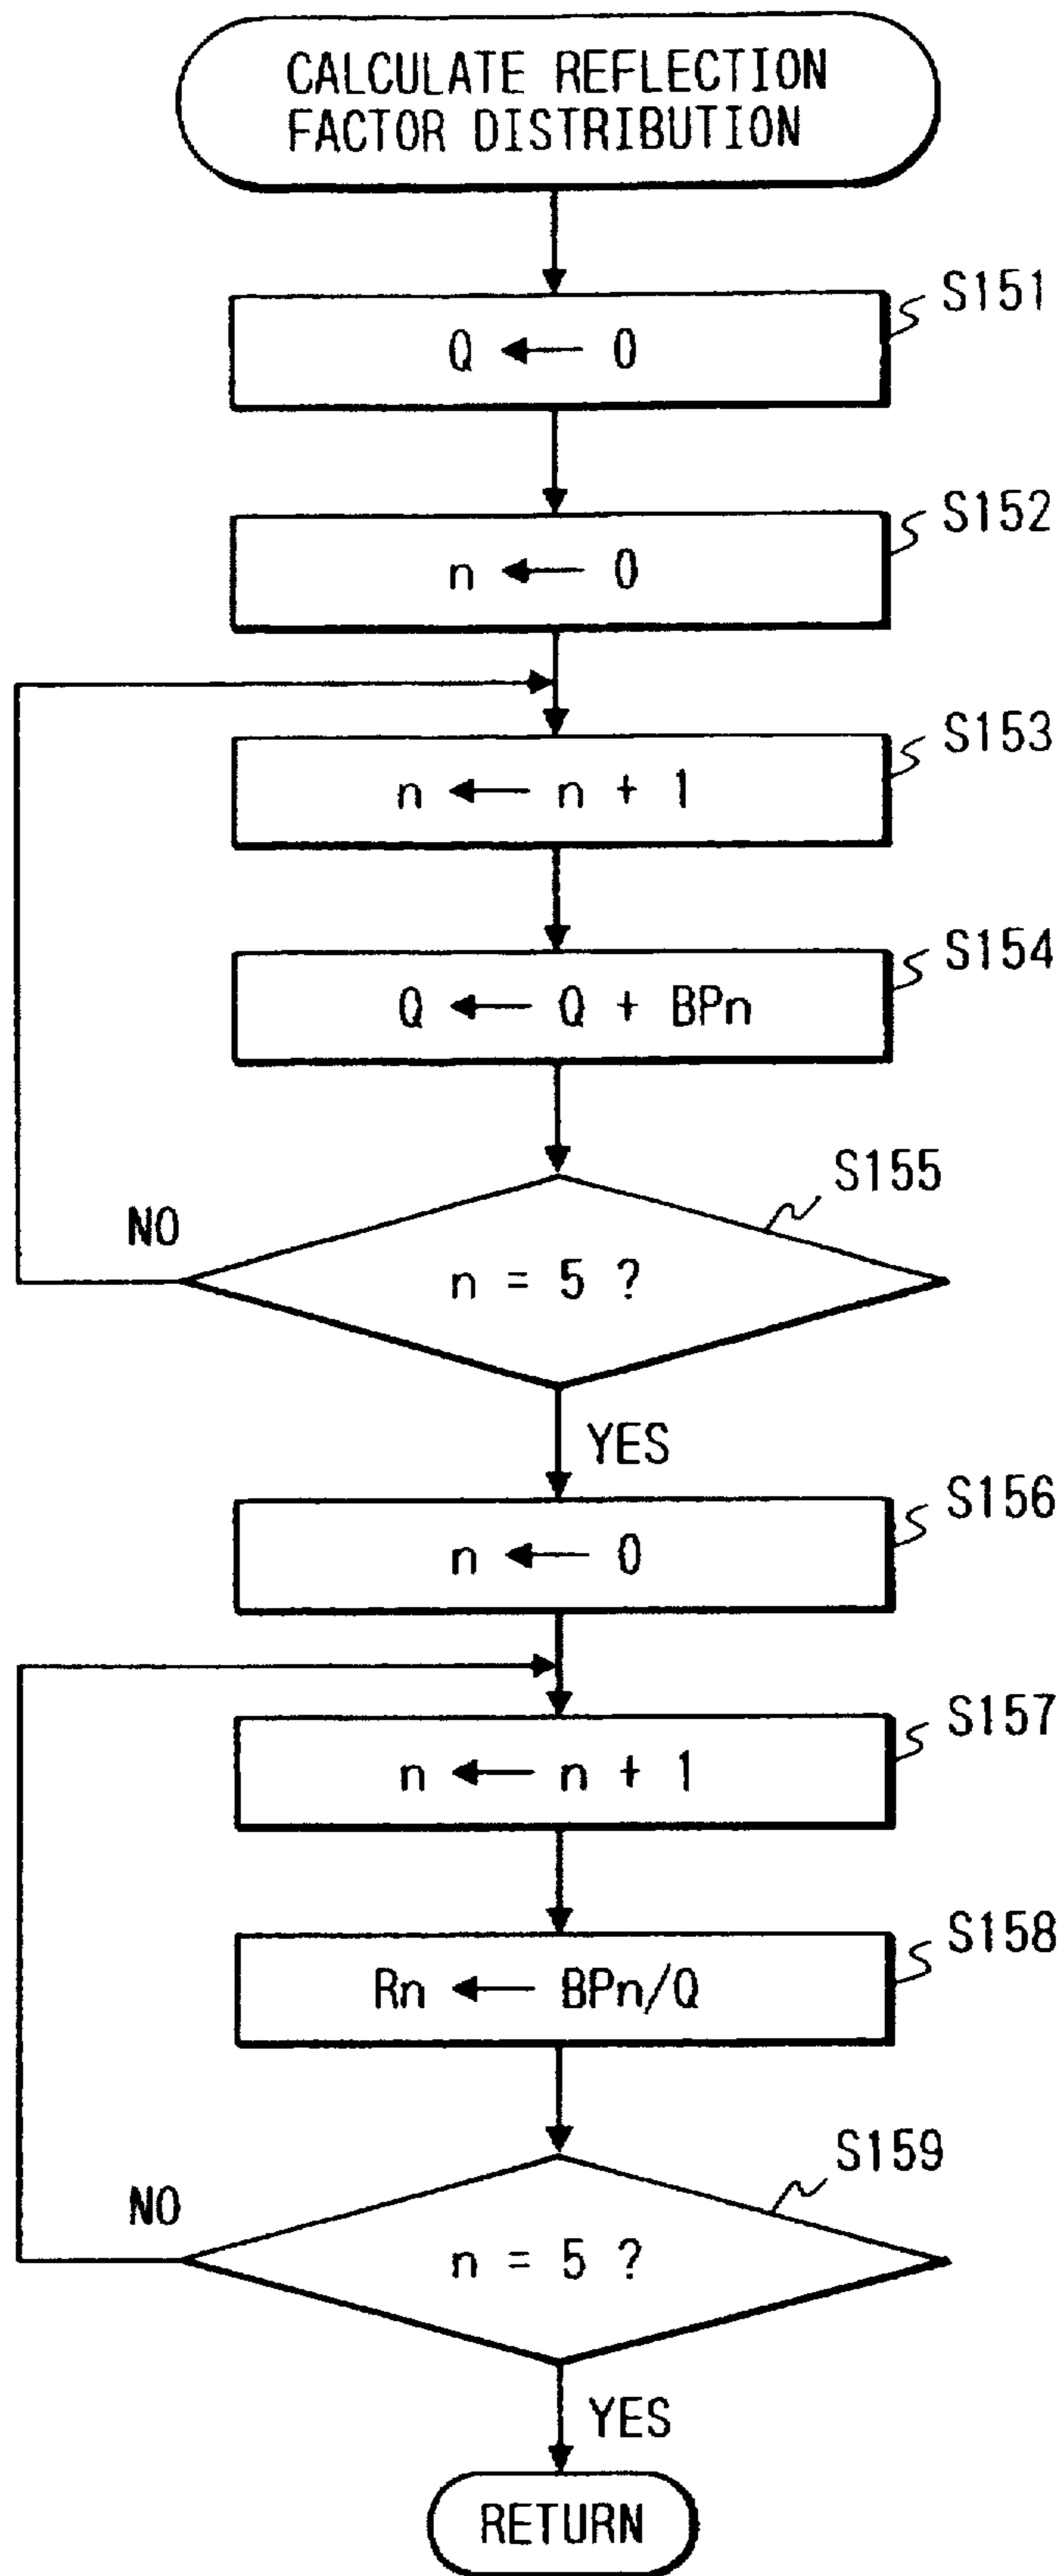 CALCULATE REFLECTION
FACTOR DISTRIBUTION
S151
Q ← 0
S152
n ← 0
S153
n ← n + 1
S154
Q ← Q + BPn
S155
NO
n = 5 ?
YES
S156
n ← 0
S157
n ← n + 1
S158
Rn ← BPn/Q
S159
NO
n = 5 ?
YES
RETURN